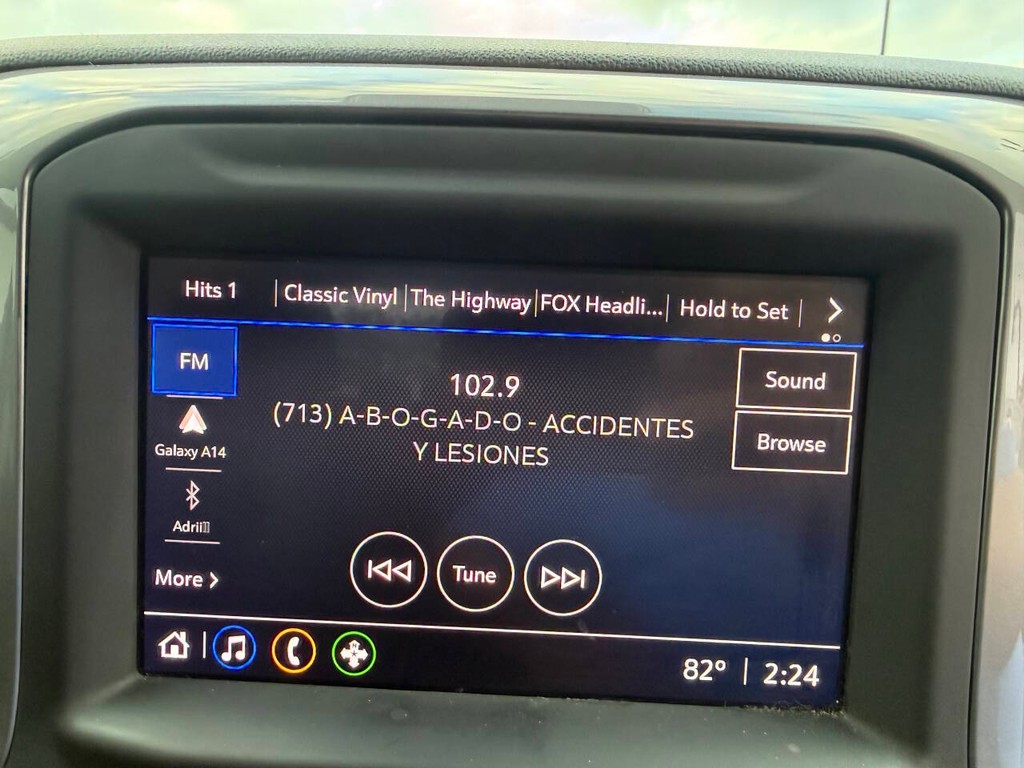 Hits 1 Classic Vinyl The Highway FOX Headli... Hold to Set
FM
102.9
Sound
(713) A-B-O-G-A-D-O - ACCIDENTES
Y LESIONES
Browse
Galaxy A14
Adrii
More
Tune
82° 2:24